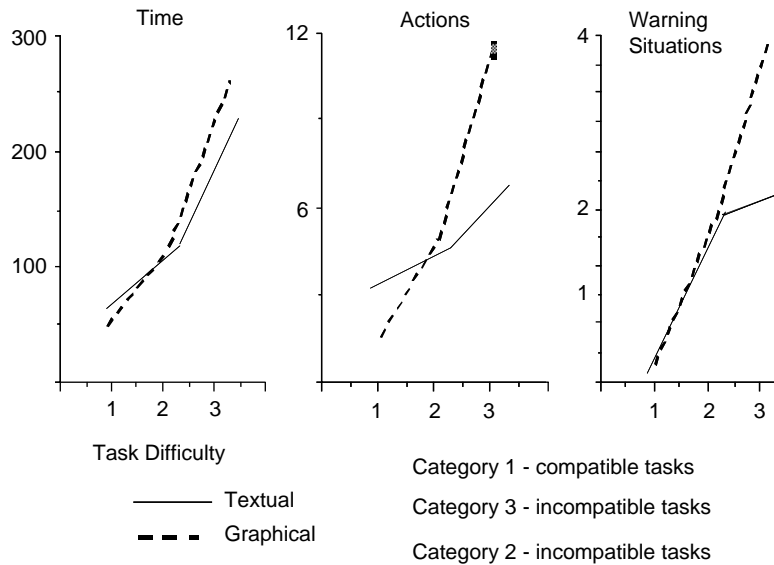 Time
Actions
Warning
Situations
300
200
100
50
1
2
3
12
6
1
2
3
4
2
1
1
2
3
Task Difficulty
Textual
Graphical
Category 1 - compatible tasks
Category 3 - incompatible tasks
Category 2 - incompatible tasks